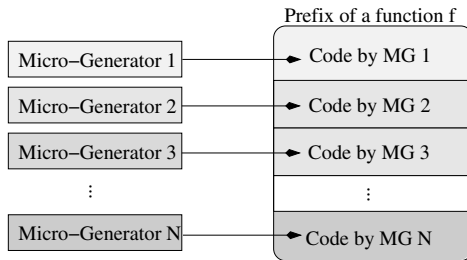 Prefix of a function f
Micro−Generator 1
Code by MG 1
Micro−Generator 2
Code by MG 2
Micro−Generator 3
Code by MG 3
⋮
⋮
Micro−Generator N
Code by MG N